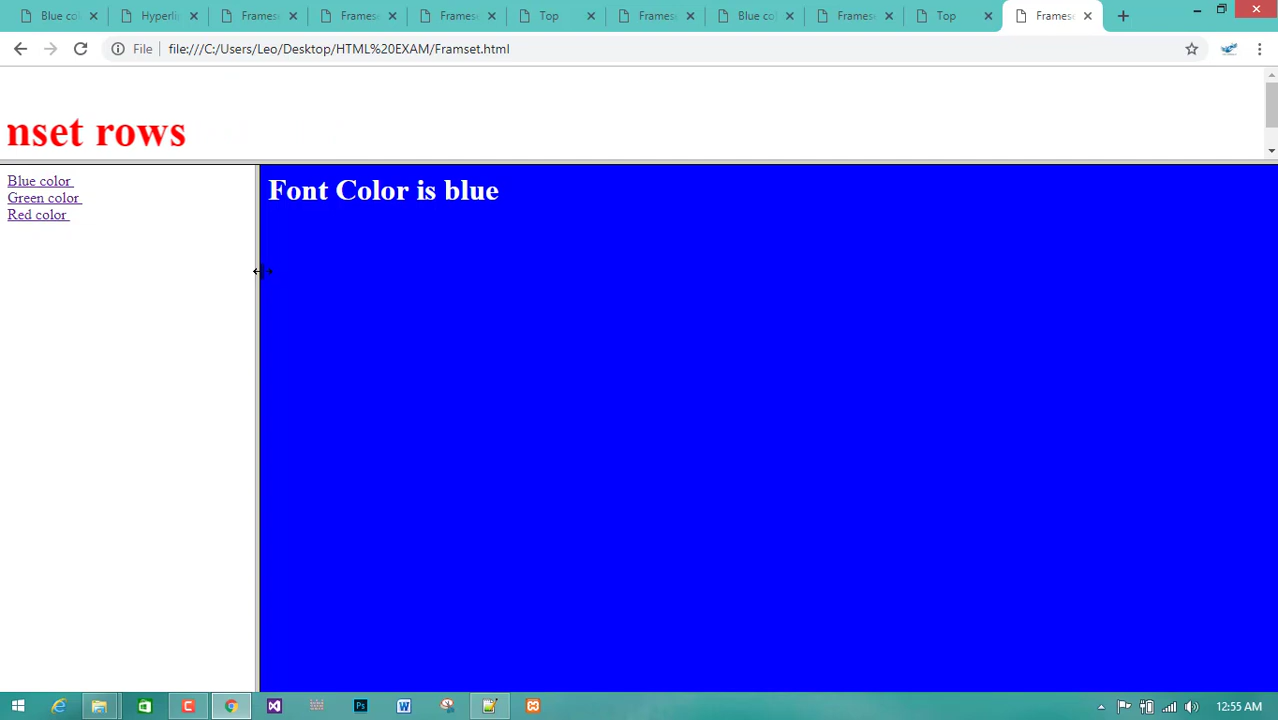 Blue co
Hyperli
Frames
Frames
Frames
Top
Frames
Blue co
Frames
Top
Frames
File
file:///C:/Users/Leo/Desktop/HTML%20EXAM/Framset.html
nset rows
Blue color
Green color
Red color
Font Color is blue
12:55 AM